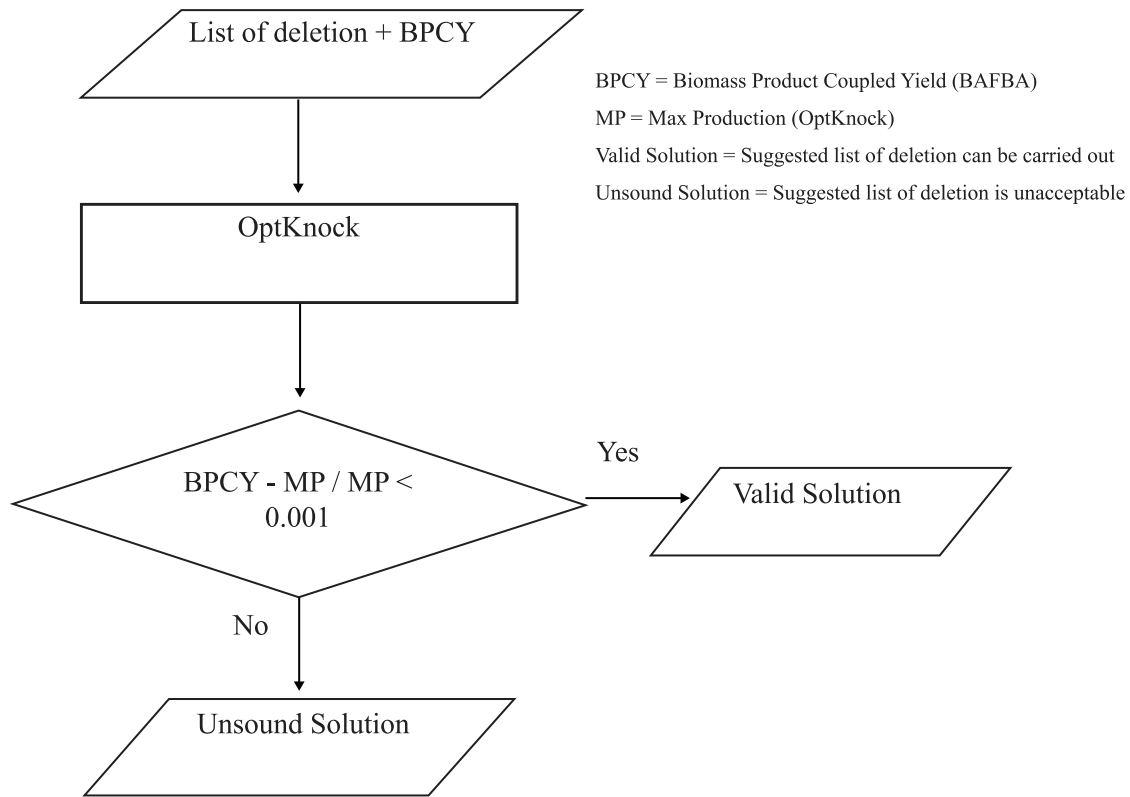 List of deletion + BPCY
BPCY = Biomass Product Coupled Yield (BAFBA)
MP = Max Production (OptKnock)
Valid Solution = Suggested list of deletion can be carried out
Unsound Solution = Suggested list of deletion is unacceptable
OptKnock
BPCY - MP / MP <
0.001
Yes
Valid Solution
No
Unsound Solution